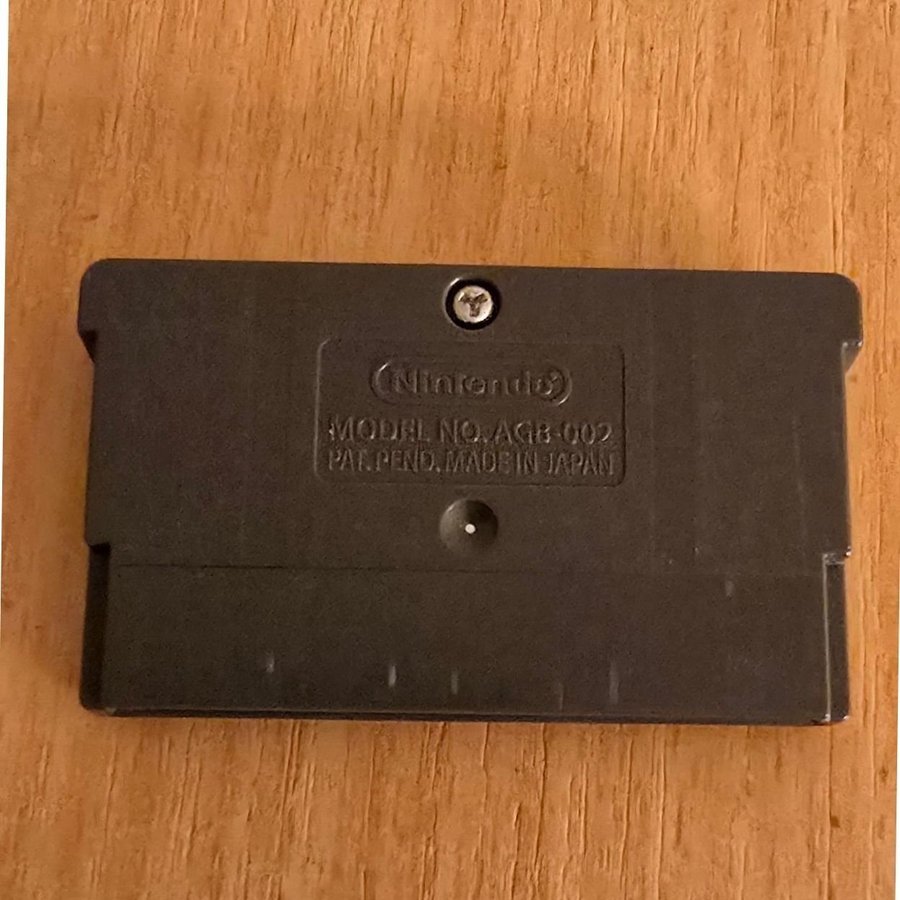 Nintendo
MODEL NO. AGB-002
PAT. PEND. MADE IN JAPAN